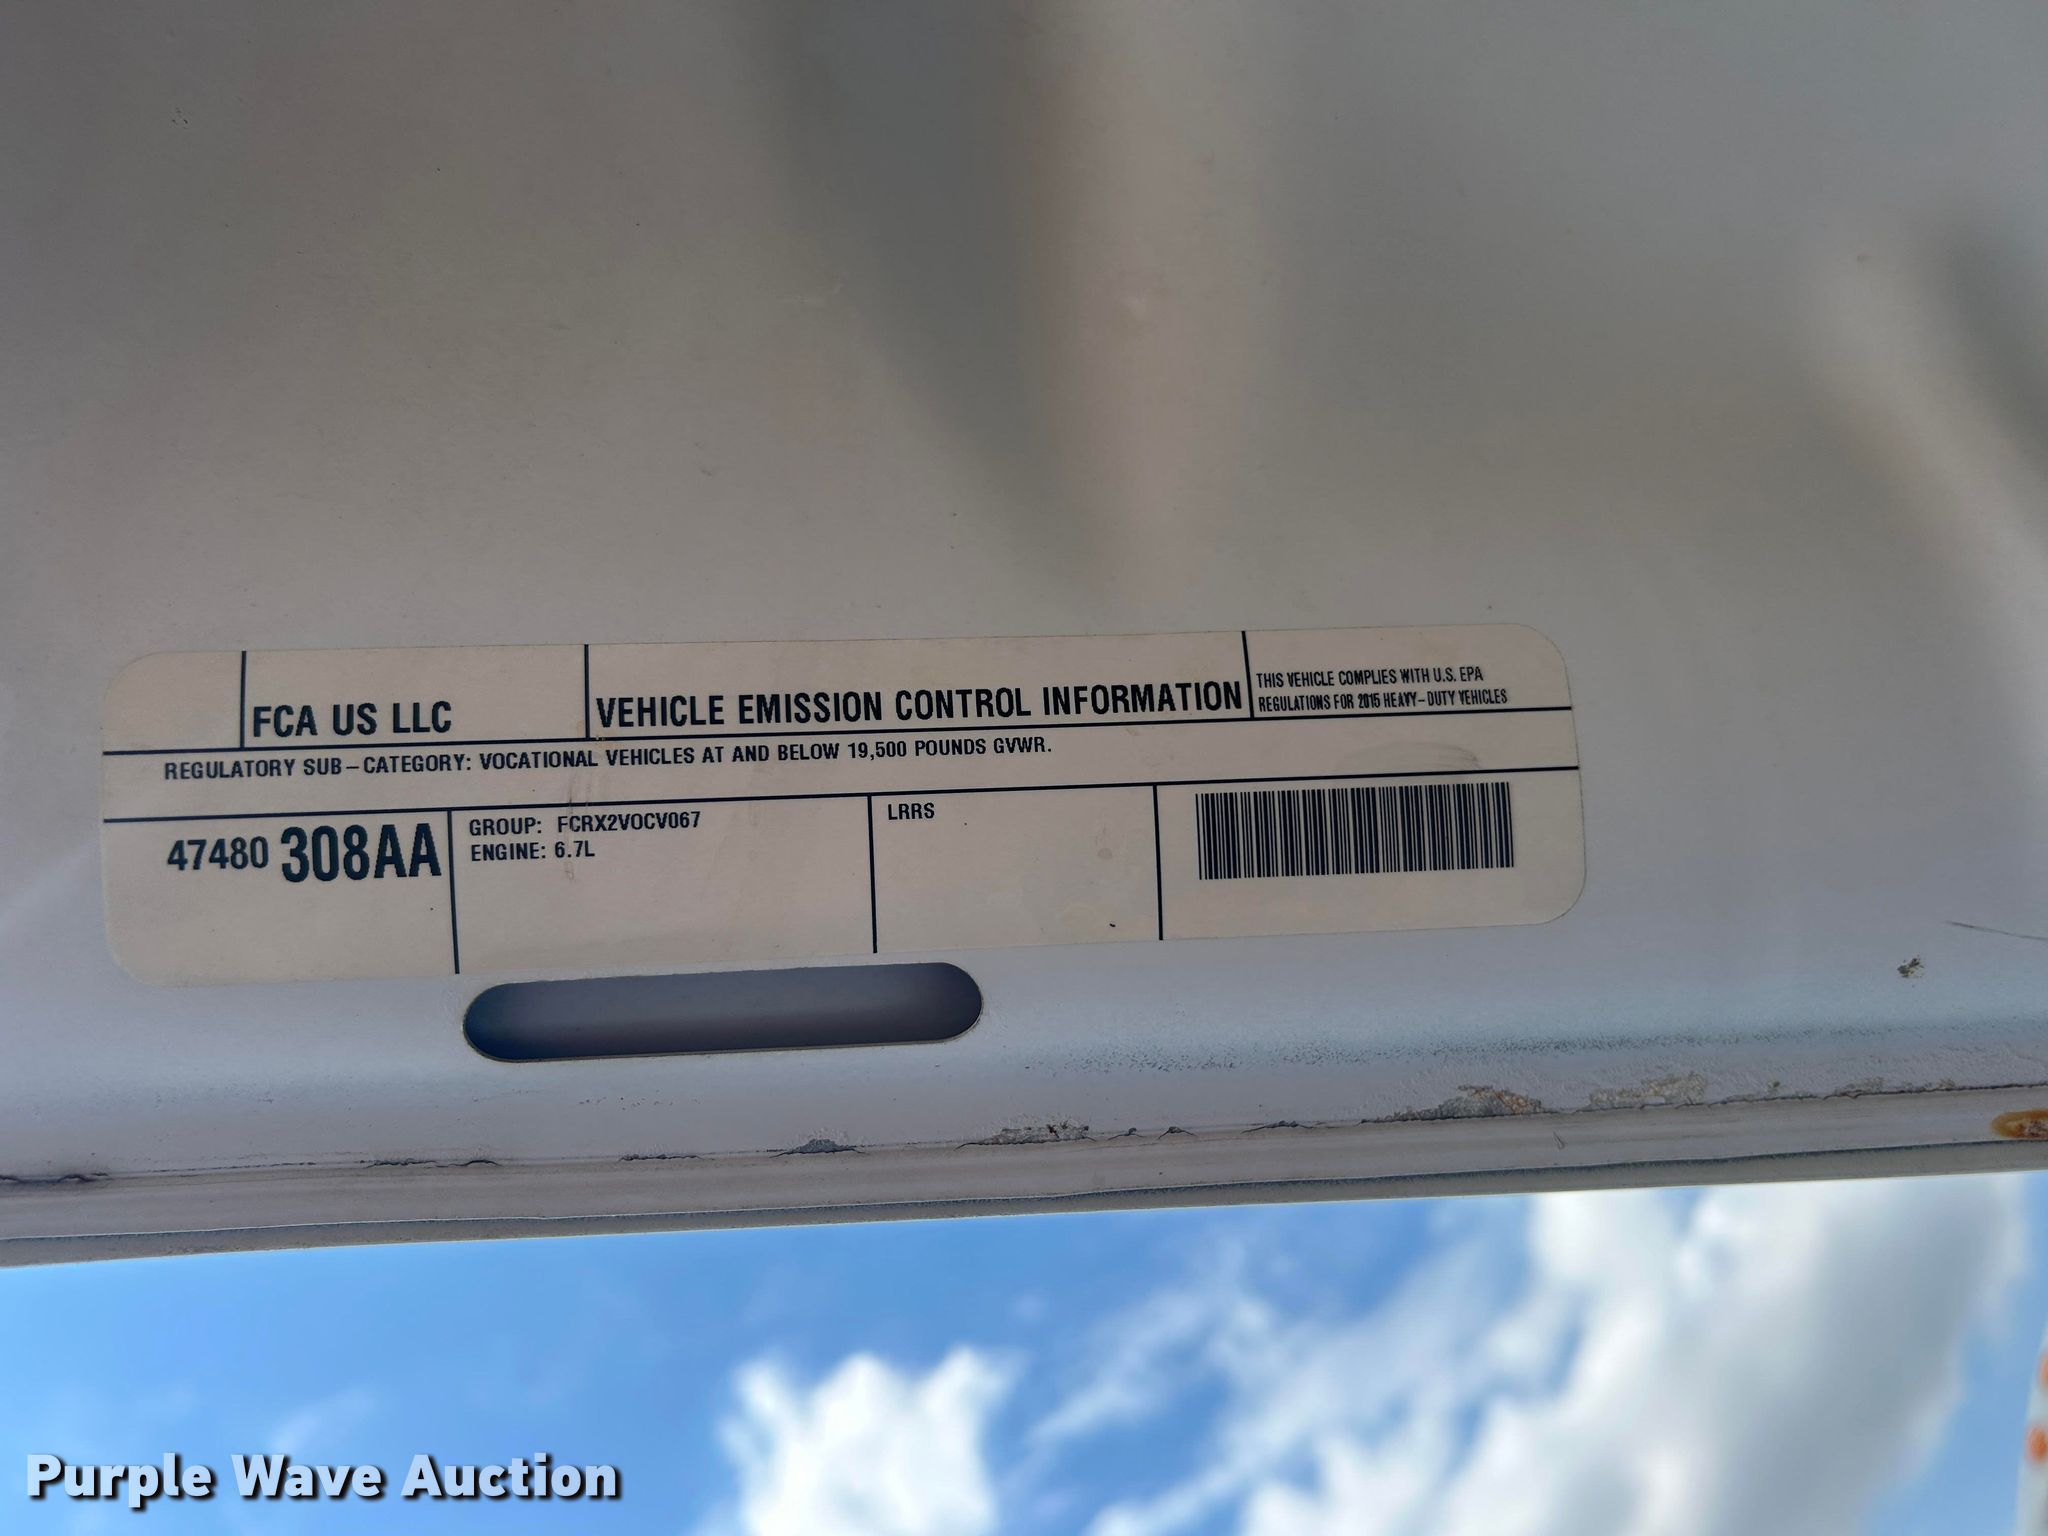 FCA US LLC
VEHICLE EMISSION CONTROL INFORMATION
THIS VEHICLE COMPLIES WITH U.S. EPA
REGULATIONS FOR 2015 HEAVY-DUTY VEHICLES
REGULATORY SUB-CATEGORY: VOCATIONAL VEHICLES AT AND BELOW 19,500 POUNDS GVWR.
47480 308AA
GROUP: FCRX2VOCV067
ENGINE: 6.7L
LRRS
Purple Wave Auction